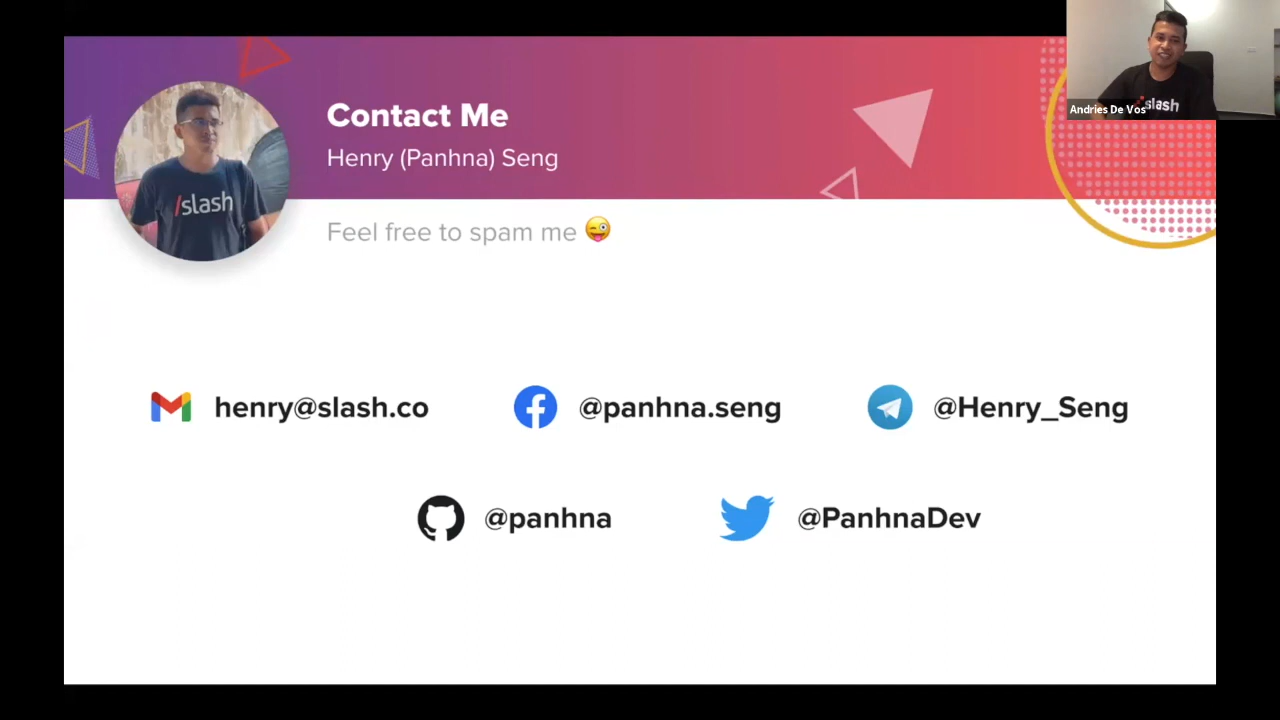 Contact Me
Henry (Panhna) Seng
Feel free to spam me 😜
/slash
henry@slash.co
@panhna.seng
@Henry_Seng
@panhna
@PanhnaDev
/slash
Andries De Vos